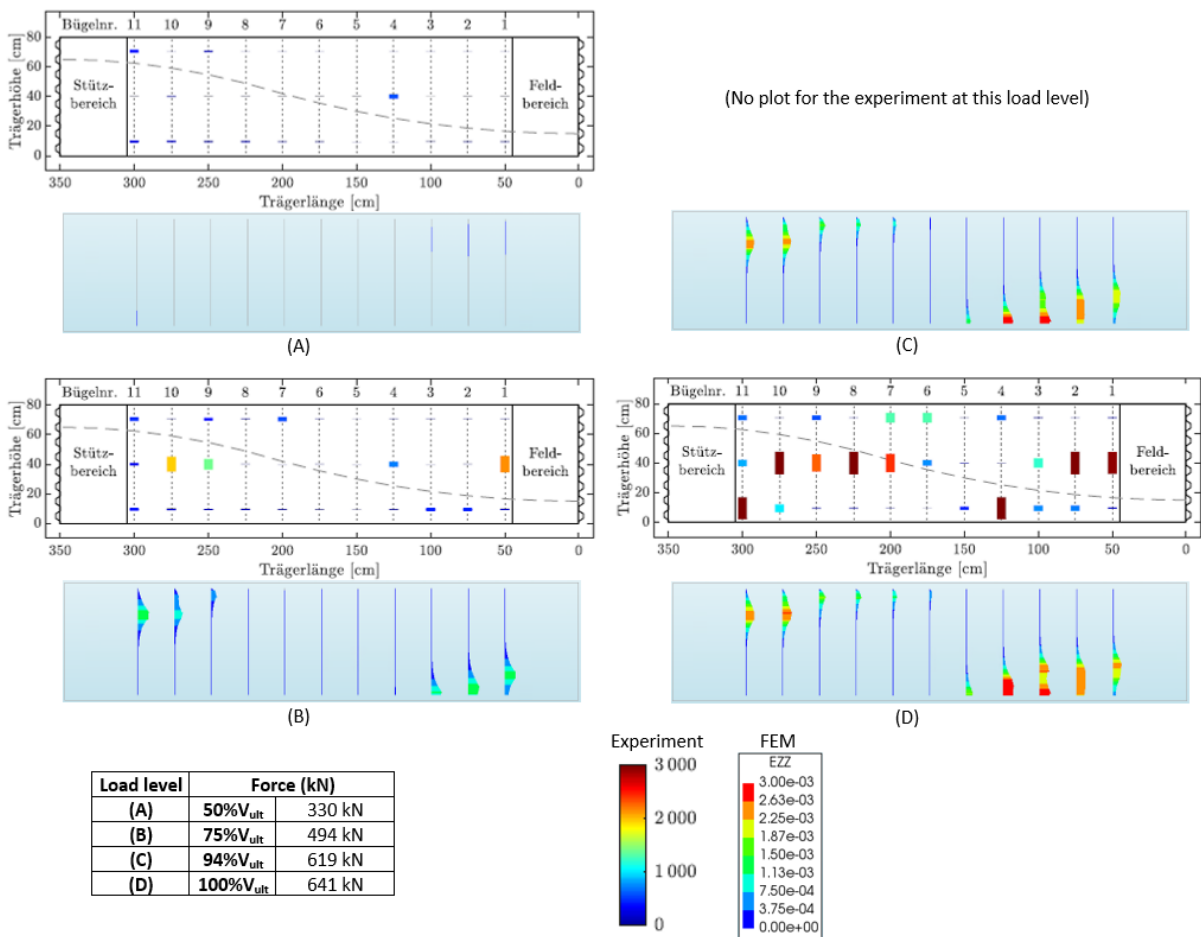 Bügelnr. 11 10 9 8 7 6 5 4 3 2 1
Trägerhöhe [cm]
80
60
40
20
0
Stütz-
bereich
Feld-
bereich
350 300 250 200 150 100 50 0
Trägerlänge [cm]
(A)
(No plot for the experiment at this load level)
(C)
Bügelnr. 11 10 9 8 7 6 5 4 3 2 1
Trägerhöhe [cm]
80
60
40
20
0
Stütz-
bereich
Feld-
bereich
350 300 250 200 150 100 50 0
Trägerlänge [cm]
(B)
Bügelnr. 11 10 9 8 7 6 5 4 3 2 1
Trägerhöhe [cm]
80
60
40
20
0
Stütz-
bereich
Feld-
bereich
350 300 250 200 150 100 50 0
Trägerlänge [cm]
(D)
Load level Force (kN)
(A) 50%Vult 330 kN
(B) 75%Vult 494 kN
(C) 94%Vult 619 kN
(D) 100%Vult 641 kN
Experiment
3 000
2 000
1 000
0
FEM
EZZ
3.00e-03
2.63e-03
2.25e-03
1.87e-03
1.50e-03
1.13e-03
7.50e-04
3.75e-04
0.00e+00